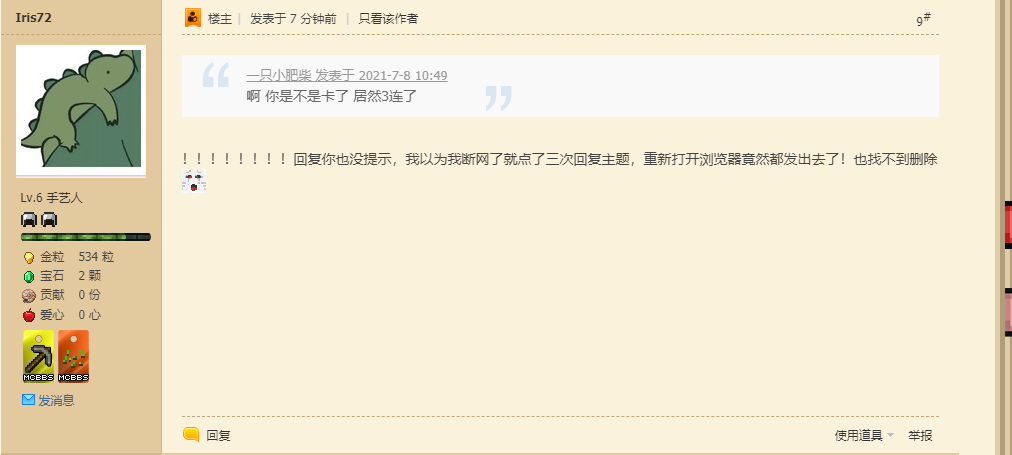 Iris72
楼主 | 发表于 7 分钟前 | 只看该作者
9#
一只小肥柴 发表于 2021-7-8 10:49
啊 你是不是卡了 居然3连了
！！！！！！！！回复你也没提示，我以为我断网了就点了三次回复主题，重新打开浏览器竟然都发出去了！也找不到删除
Lv.6 手艺人
金粒 534 粒
宝石 2 颗
贡献 0 份
爱心 0 心
MCBBS MCBBS
发消息
回复
使用道具 举报